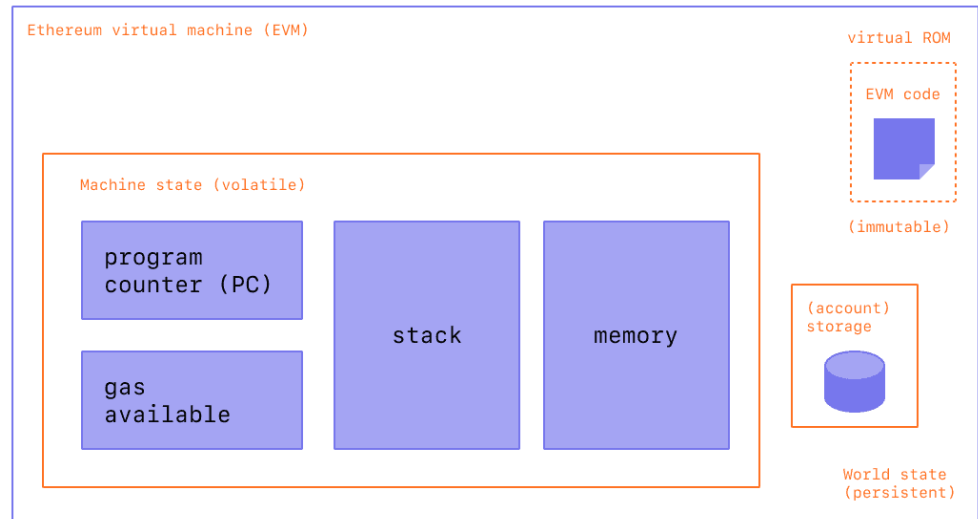 Ethereum virtual machine (EVM)
virtual ROM
EVM code
(immutable)
Machine state (volatile)
program
counter (PC)
gas
available
stack
memory
(account)
storage
World state
(persistent)